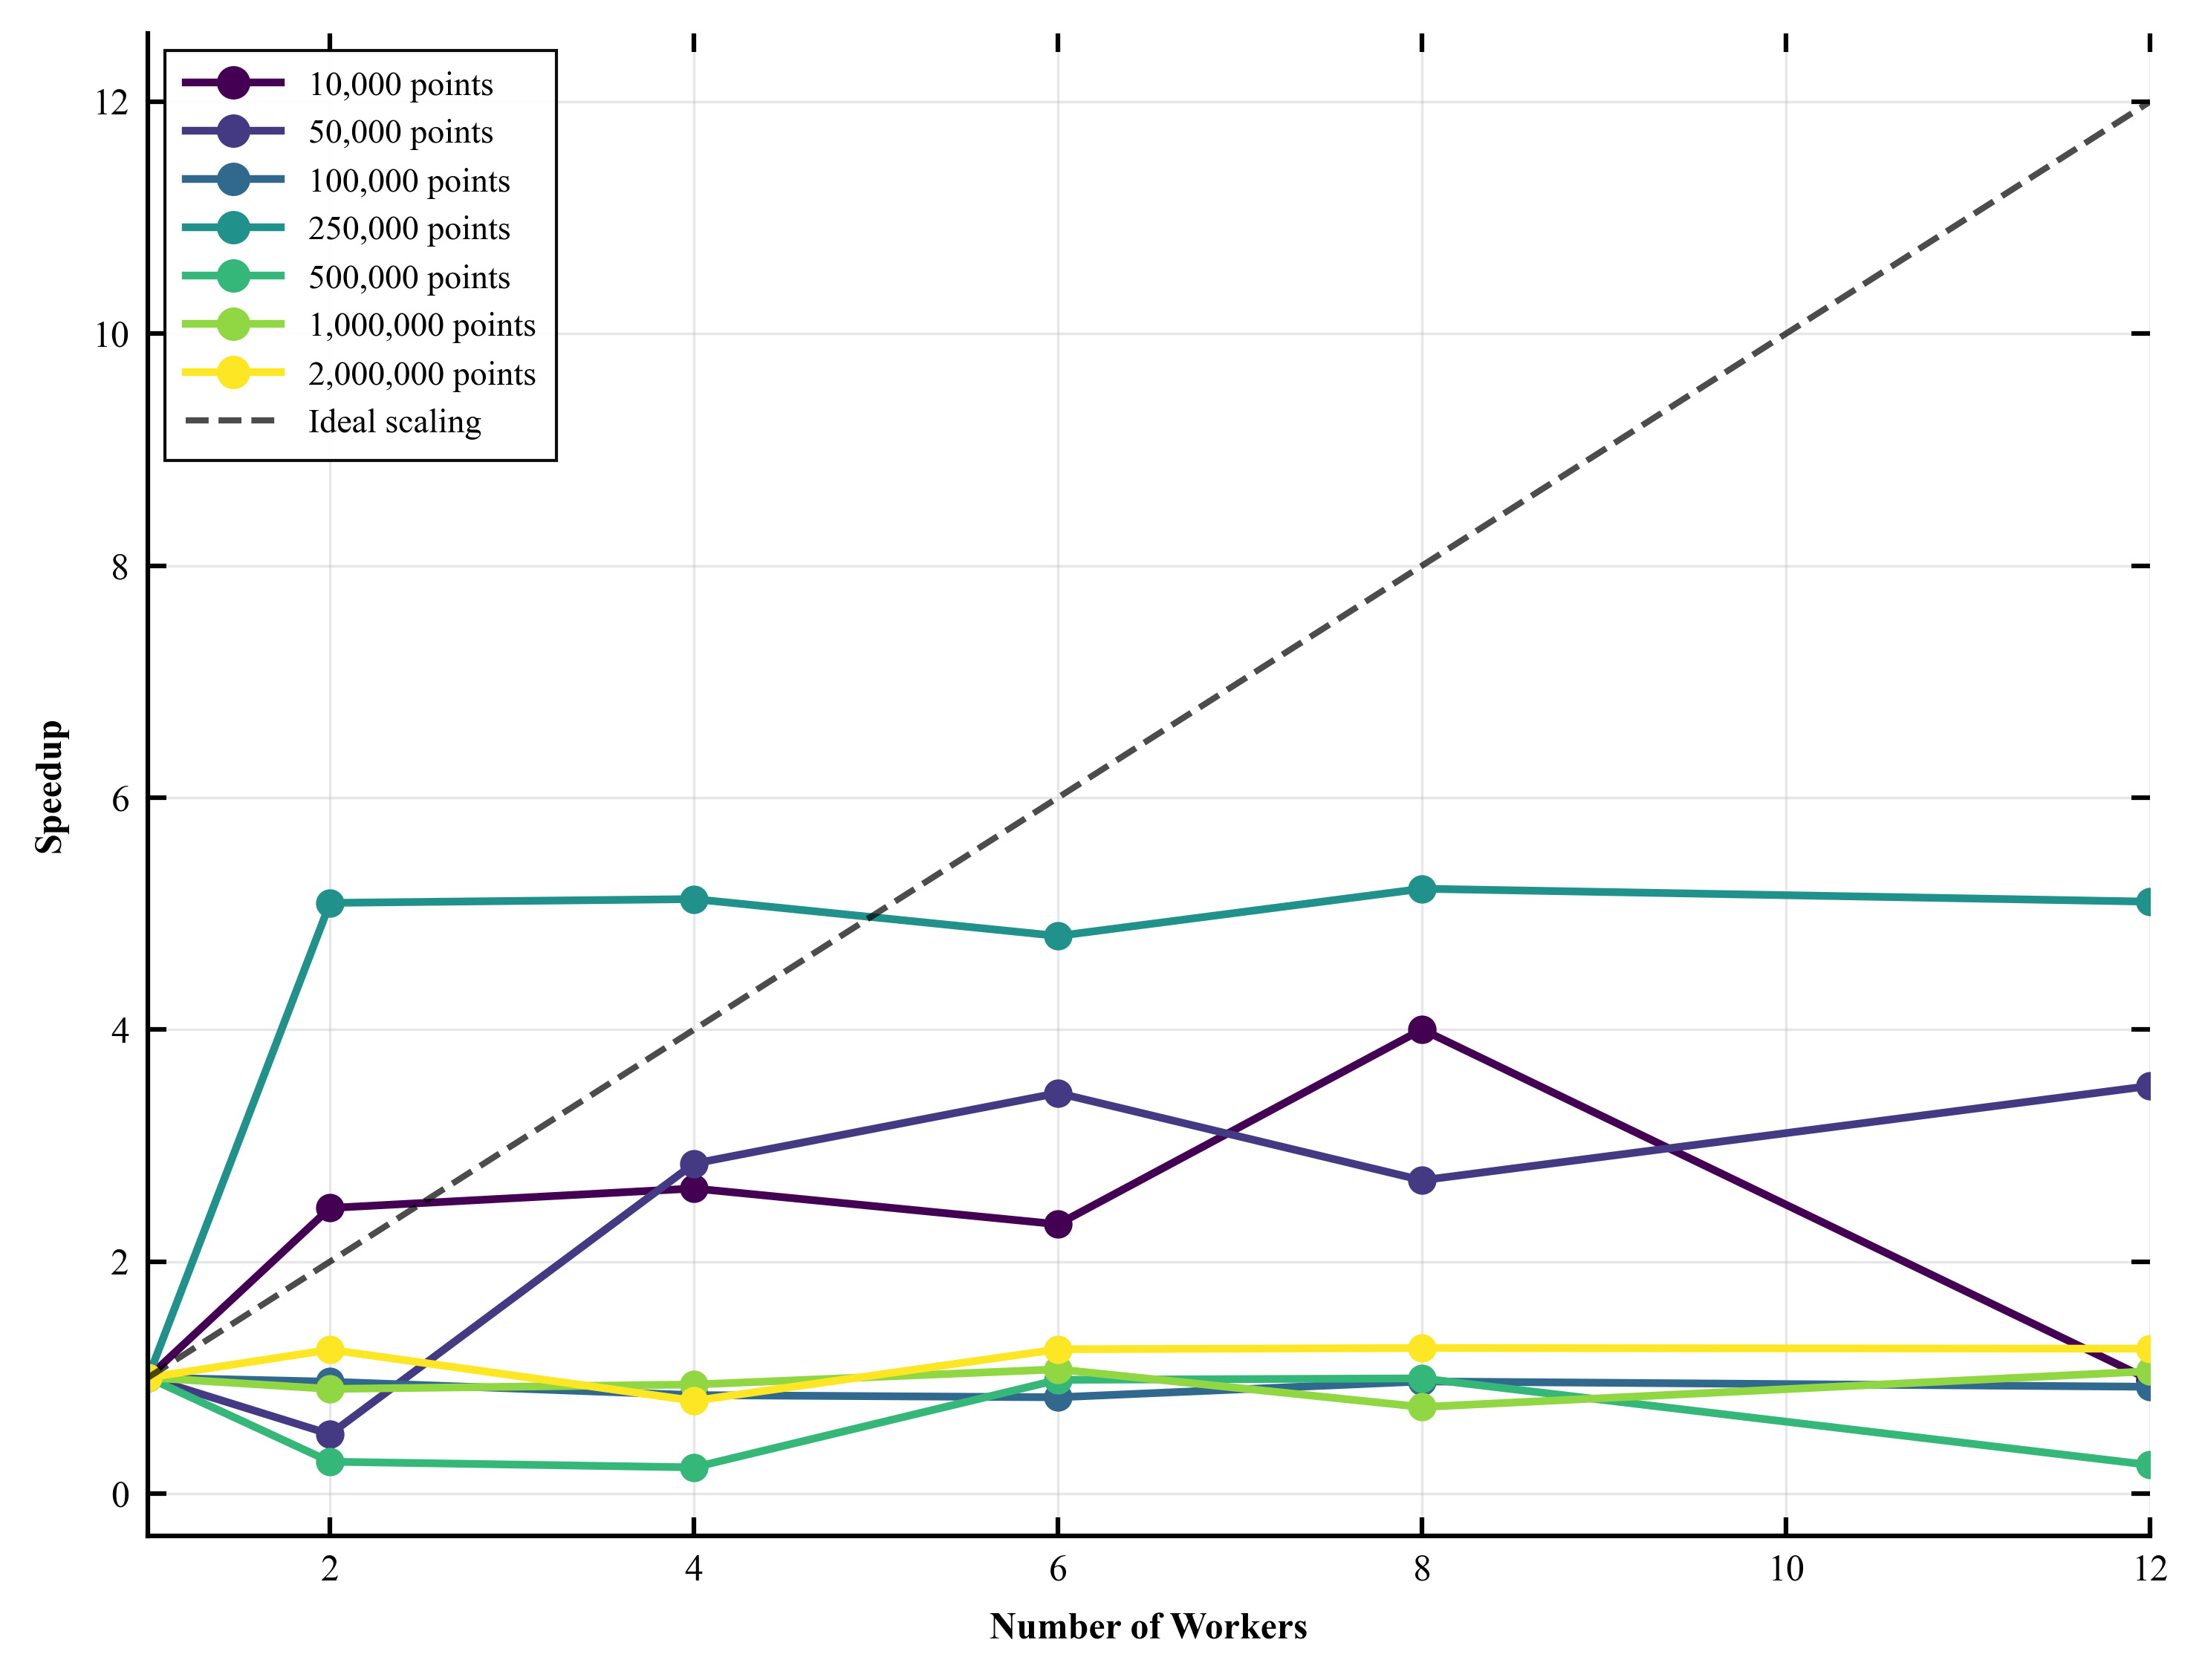 10,000 points
50,000 points
100,000 points
250,000 points
500,000 points
1,000,000 points
2,000,000 points
Ideal scaling
12
10
8
6
4
2
0
Speedup
2 4 6 8 10 12
Number of Workers